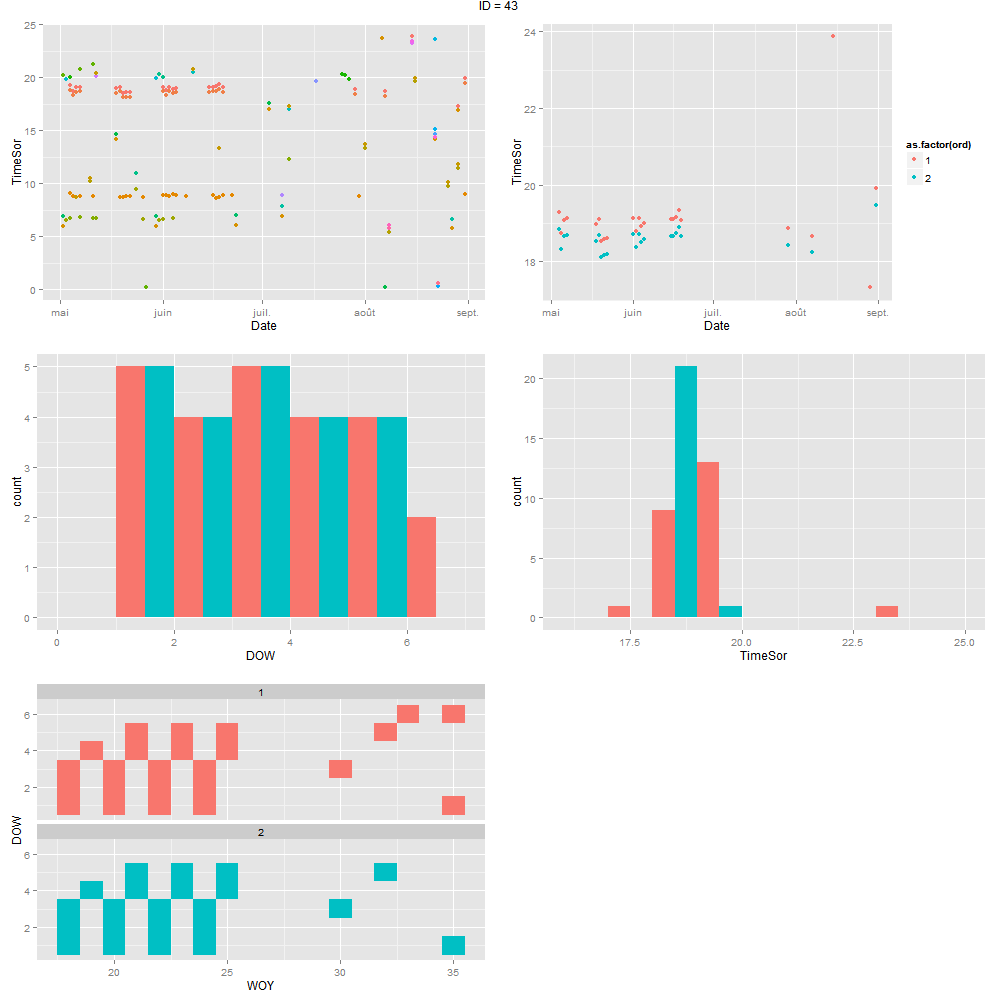 ID = 43
25
20
15
10
5
0
TimeSor
mai
juin
juil.
août
sept.
Date
24
22
20
18
TimeSor
mai
juin
juil.
août
sept.
Date
as.factor(ord)
1
2
5
4
3
2
1
0
count
0
2
4
6
DOW
20
15
10
5
0
count
17.5
20.0
22.5
25.0
TimeSor
1
6
4
2
DOW
2
6
4
2
20
25
30
35
WOY